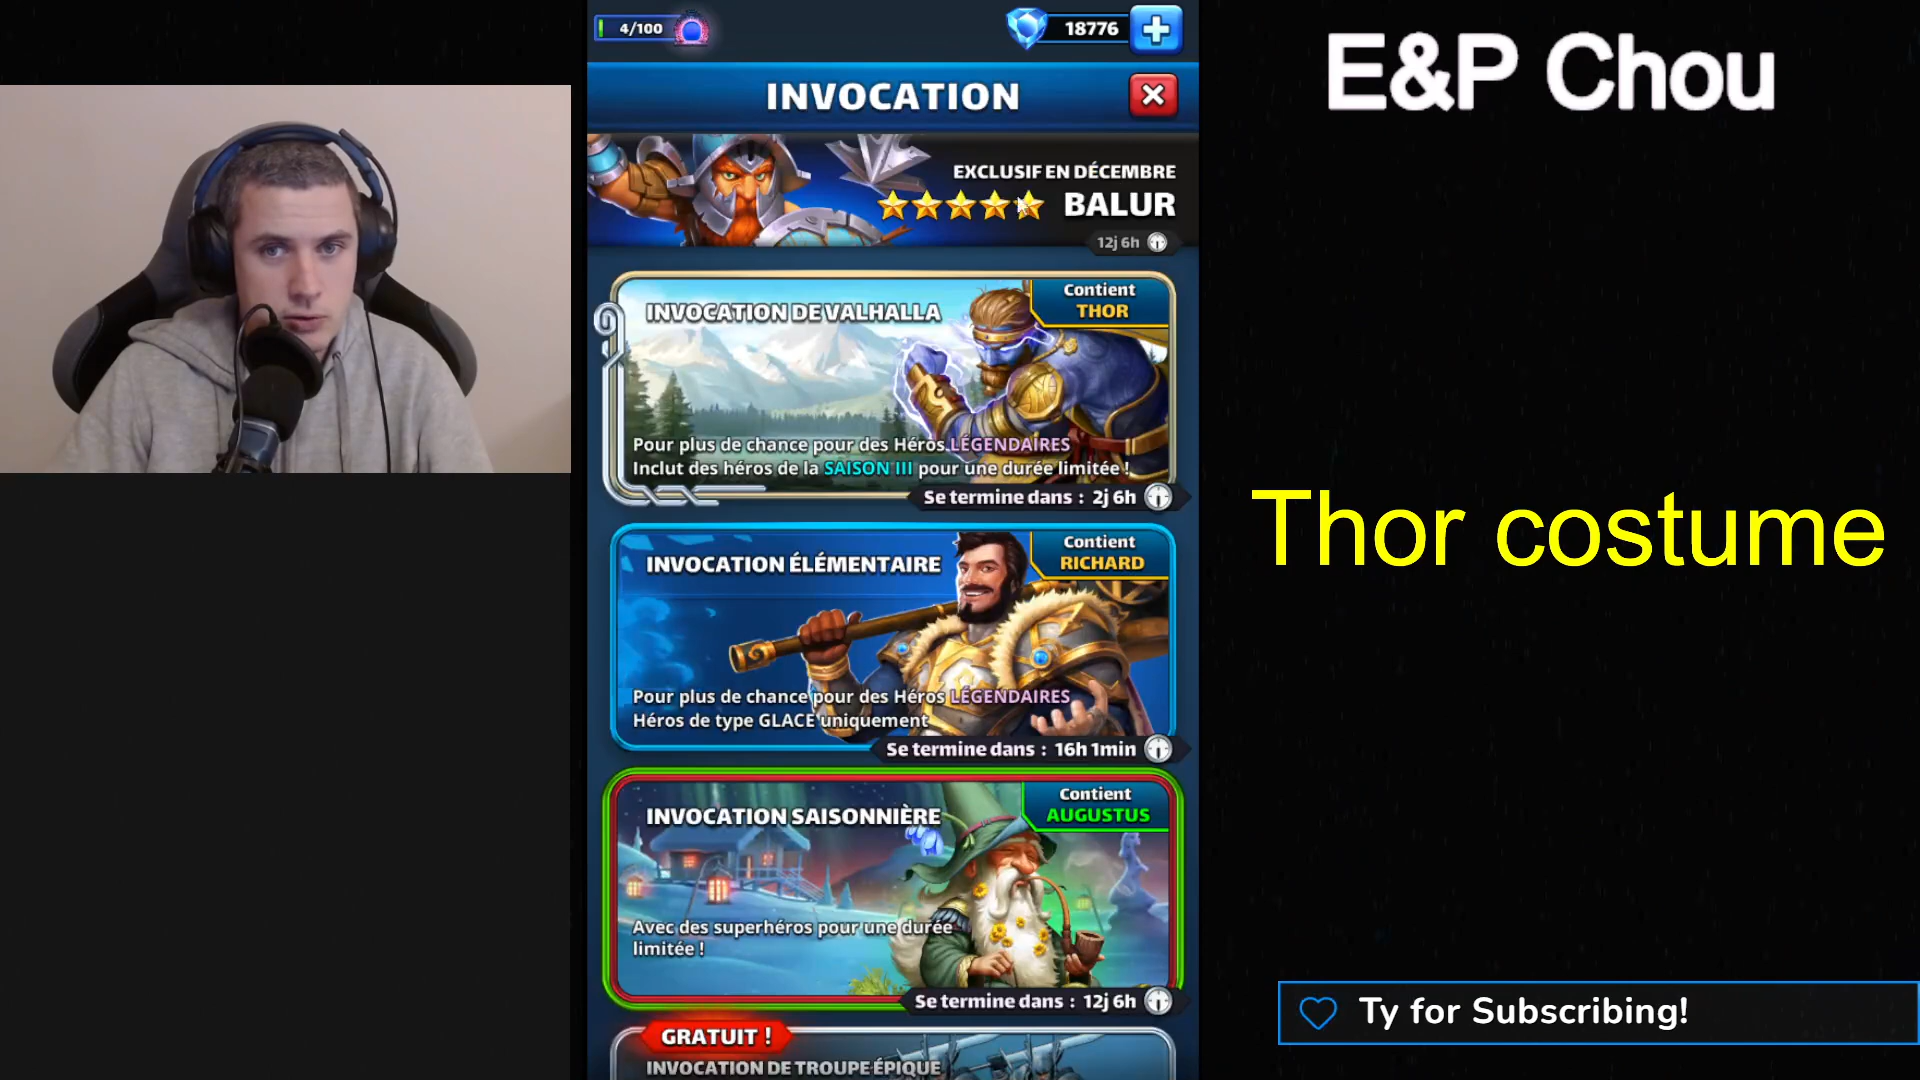 4/100
18776
INVOCATION
EXCLUSIF EN DÉCEMBRE
BALUR
12j 6h
Contient
THOR
INVOCATION DE VALHALLA
Pour plus de chance pour des Héros LÉGENDAIRES
Inclut des héros de la SAISON III pour une durée limitée !
Se termine dans : 2j 6h
Contient
RICHARD
INVOCATION ÉLÉMENTAIRE
Pour plus de chance pour des Héros LÉGENDAIRES
Héros de type GLACE uniquement
Se termine dans : 16h 1min
Contient
AUGUSTUS
INVOCATION SAISONNIÈRE
Avec des superhéros pour une durée
limitée !
Se termine dans : 12j 6h
GRATUIT !
INVOCATION DE TROUPE ÉPIQUE
E&P Chou
Thor costume
Ty for Subscribing!